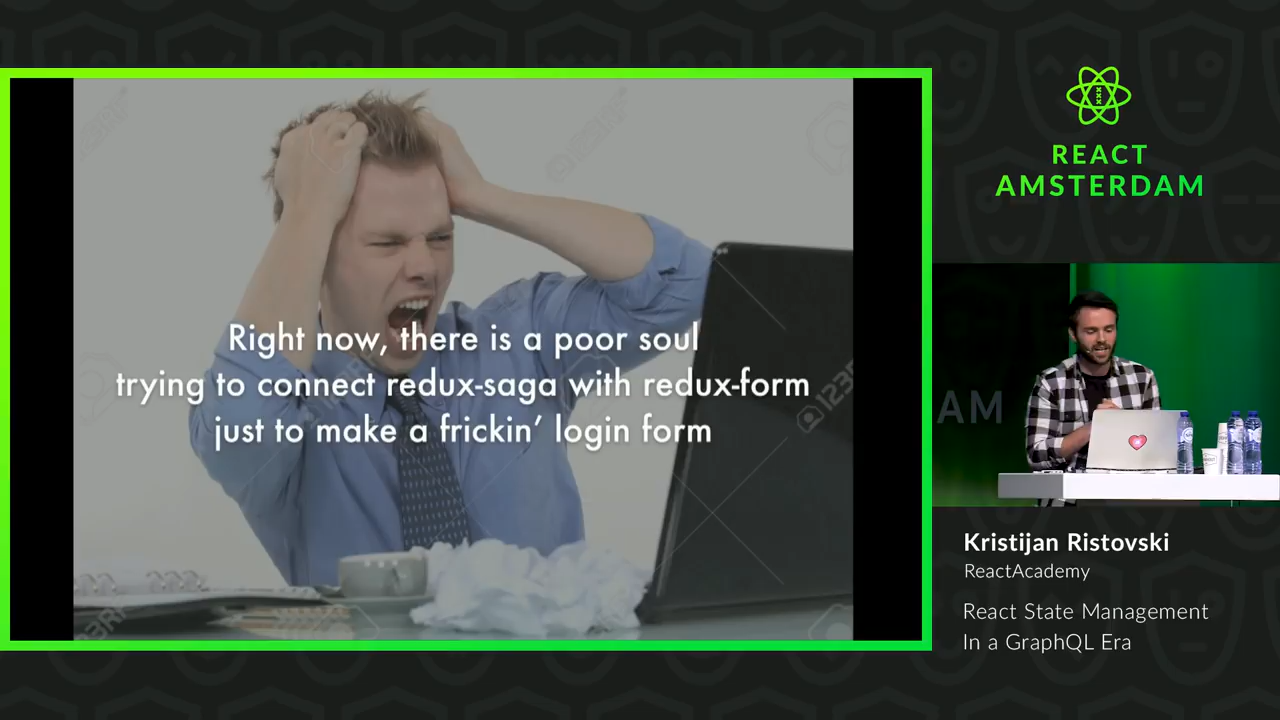 Right now, there is a poor soul
trying to connect redux-saga with redux-form
just to make a frickin' login form
REACT
AMSTERDAM
AM
Kristijan Ristovski
ReactAcademy
React State Management
In a GraphQL Era